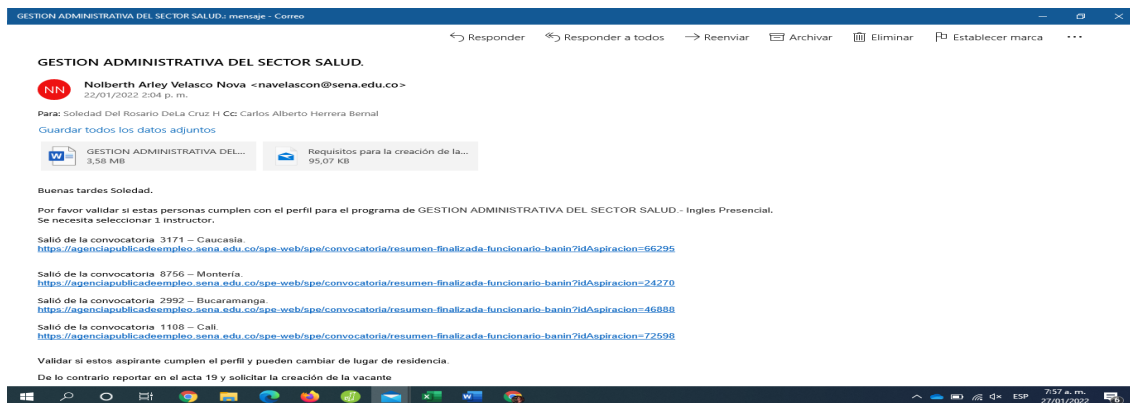 GESTION ADMINISTRATIVA DEL SECTOR SALUD.: mensaje - Correo
Responder Responder a todos Reenviar Archivar Eliminar Establecer marca ...
GESTION ADMINISTRATIVA DEL SECTOR SALUD.
NN
Nolberth Arley Velasco Nova <navelascon@sena.edu.co>
22/01/2022 2:04 p. m.
Para: Soledad Del Rosario DeLa Cruz H Cc: Carlos Alberto Herrera Bernal
Guardar todos los datos adjuntos
GESTION ADMINISTRATIVA DEL...
3,58 MB
Requisitos para la creación de la...
95,07 KB
Buenas tardes Soledad.
Por favor validar si estas personas cumplen con el perfil para el programa de GESTION ADMINISTRATIVA DEL SECTOR SALUD.- Ingles Presencial.
Se necesita seleccionar 1 instructor.
Salió de la convocatoria 3171 – Caucasia.
https://agenciapublicadeempleo.sena.edu.co/spe-web/spe/convocatoria/resumen-finalizada-funcionario-banin?idAspiracion=66295
Salió de la convocatoria 8756 – Montería.
https://agenciapublicadeempleo.sena.edu.co/spe-web/spe/convocatoria/resumen-finalizada-funcionario-banin?idAspiracion=24270
Salió de la convocatoria 2992 – Bucaramanga.
https://agenciapublicadeempleo.sena.edu.co/spe-web/spe/convocatoria/resumen-finalizada-funcionario-banin?idAspiracion=46888
Salió de la convocatoria 1108 – Cali.
https://agenciapublicadeempleo.sena.edu.co/spe-web/spe/convocatoria/resumen-finalizada-funcionario-banin?idAspiracion=72598
Validar si estos aspirante cumplen el perfil y pueden cambiar de lugar de residencia.
De lo contrario reportar en el acta 19 y solicitar la creación de la vacante
ESP
7:57 a. m.
27/01/2022